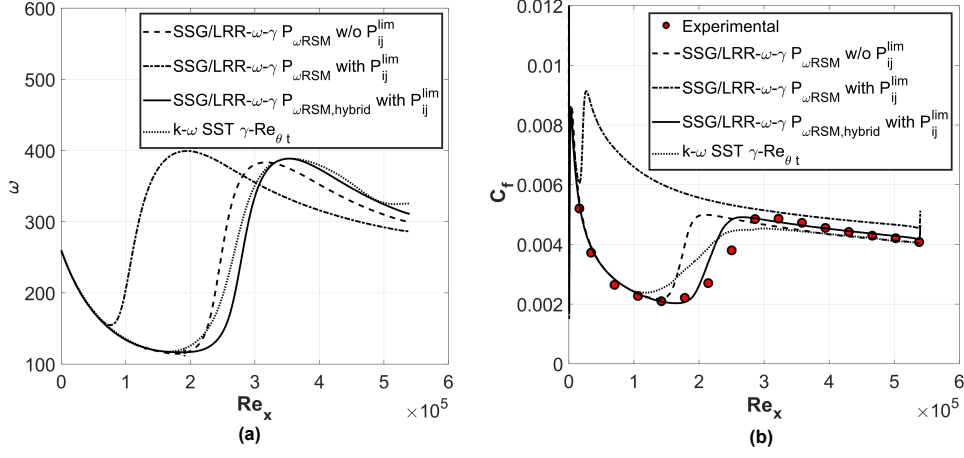 600
500
400
300
200
100
ω
SSG/LRR-ω-γ P_ωRSM w/o P_ij^lim
SSG/LRR-ω-γ P_ωRSM with P_ij^lim
SSG/LRR-ω-γ P_ωRSM,hybrid with P_ij^lim
k-ω SST γ-Re_θ t
0 1 2 3 4 5 6
Re_x
×10^5
(a)
0.012
0.01
0.008
0.006
0.004
0.002
0
C_f
Experimental
SSG/LRR-ω-γ P_ωRSM w/o P_ij^lim
SSG/LRR-ω-γ P_ωRSM with P_ij^lim
SSG/LRR-ω-γ P_ωRSM,hybrid with P_ij^lim
k-ω SST γ-Re_θ t
0 1 2 3 4 5 6
Re_x
×10^5
(b)